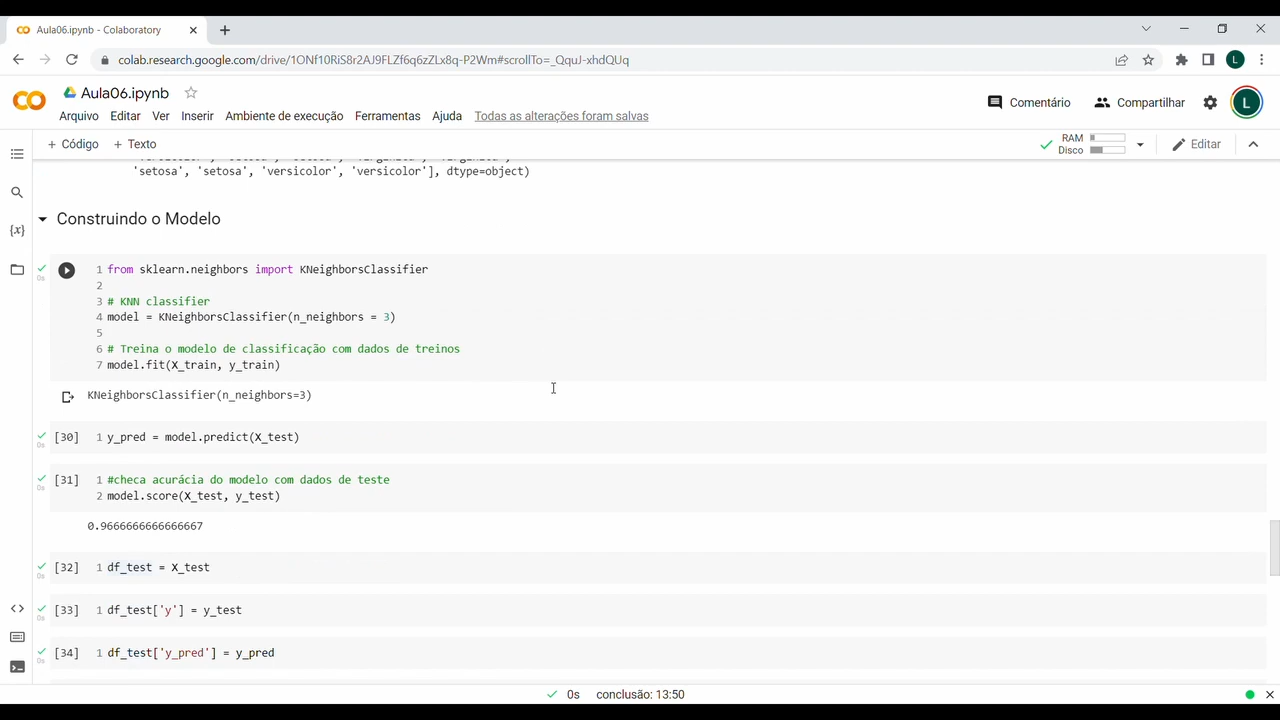 Aula06.ipynb - Colaboratory
colab.research.google.com/drive/1ONf10RiS8r2AJ9FLZf6q6zZLx8q-P2Wm#scrollTo=_QquJ-xhdQUq
L
Aula06.ipynb
Arquivo Editar Ver Inserir Ambiente de execução Ferramentas Ajuda Todas as alterações foram salvas
Comentário Compartilhar L
+ Código + Texto
RAM
Disco
Editar
'setosa', 'setosa', 'versicolor', 'versicolor'], dtype=object)
Construindo o Modelo
1 from sklearn.neighbors import KNeighborsClassifier
2
3 # KNN classifier
4 model = KNeighborsClassifier(n_neighbors = 3)
5
6 # Treina o modelo de classificação com dados de treinos
7 model.fit(X_train, y_train)
0s
KNeighborsClassifier(n_neighbors=3)
[30] 1 y_pred = model.predict(X_test)
0s
[31] 1 #checa acurácia do modelo com dados de teste
0s
2 model.score(X_test, y_test)
0.9666666666666667
[32] 1 df_test = X_test
0s
[33] 1 df_test['y'] = y_test
0s
[34] 1 df_test['y_pred'] = y_pred
0s
0s conclusão: 13:50